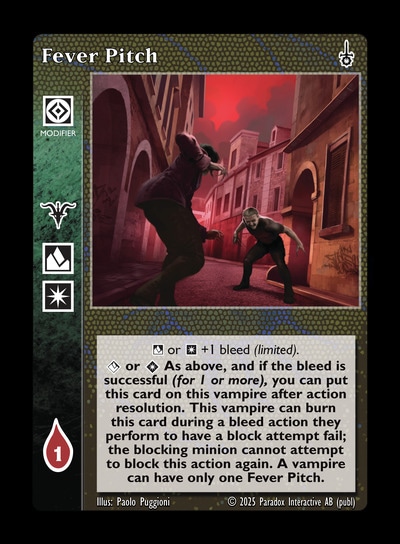 Fever Pitch
MODIFIER
or +1 bleed (limited).
or As above, and if the bleed is
successful (for 1 or more), you can put
this card on this vampire after action
resolution. This vampire can burn
this card during a bleed action they
perform to have a block attempt fail;
the blocking minion cannot attempt
to block this action again. A vampire
can have only one Fever Pitch.
1
Illus: Paolo Puggioni © 2025 Paradox Interactive AB (publ)